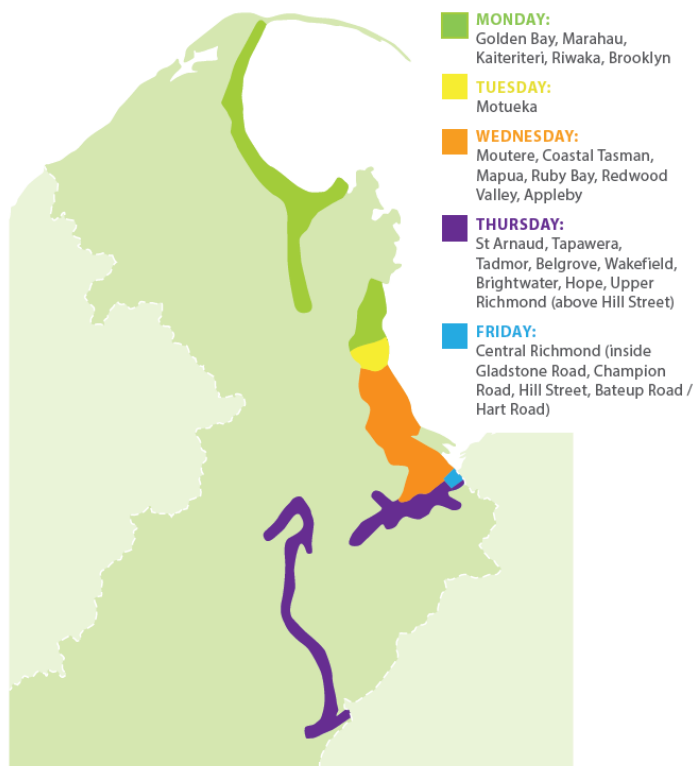 MONDAY:
Golden Bay, Marahau,
Kaiteriteri, Riwaka, Brooklyn
TUESDAY:
Motueka
WEDNESDAY:
Moutere, Coastal Tasman,
Mapua, Ruby Bay, Redwood
Valley, Appleby
THURSDAY:
St Arnaud, Tapawera,
Tadmor, Belgrove, Wakefield,
Brightwater, Hope, Upper
Richmond (above Hill Street)
FRIDAY:
Central Richmond (inside
Gladstone Road, Champion
Road, Hill Street, Bateup Road /
Hart Road)